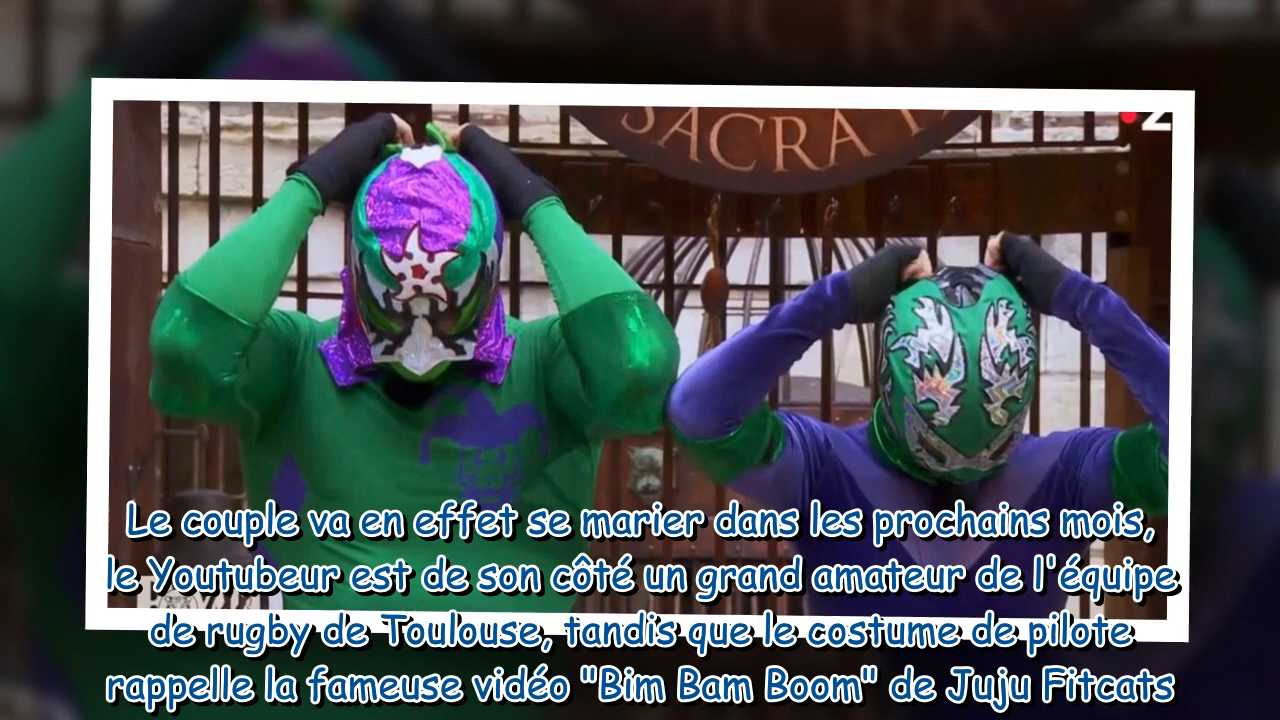 SACRA
2
Le couple va en effet se marier dans les prochains mois,
le Youtubeur est de son côté un grand amateur de l'équipe
de rugby de Toulouse, tandis que le costume de pilote
rappelle la fameuse vidéo "Bim Bam Boom" de Juju Fitcats